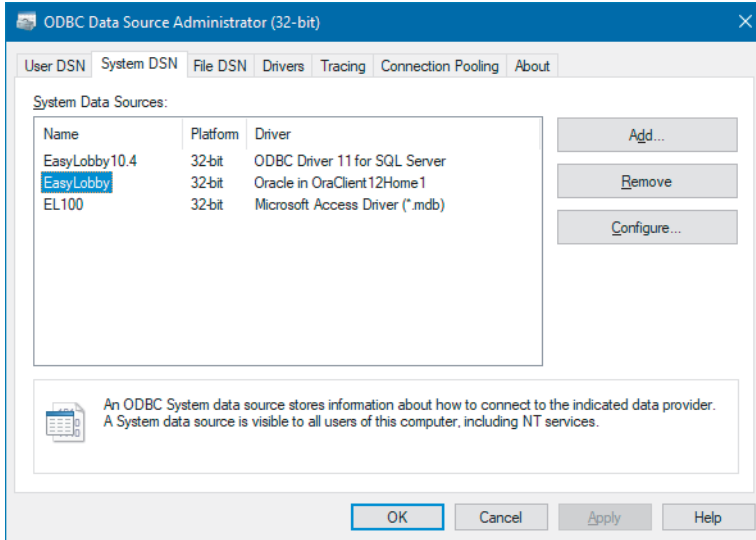 ODBC Data Source Administrator (32-bit)
User DSN System DSN File DSN Drivers Tracing Connection Pooling About
System Data Sources:
Name Platform Driver
EasyLobby10.4 32-bit ODBC Driver 11 for SQL Server
EasyLobby 32-bit Oracle in OraClient12Home1
EL100 32-bit Microsoft Access Driver (*.mdb)
Add...
Remove
Configure...
An ODBC System data source stores information about how to connect to the indicated data provider.
A System data source is visible to all users of this computer, including NT services.
OK Cancel Apply Help